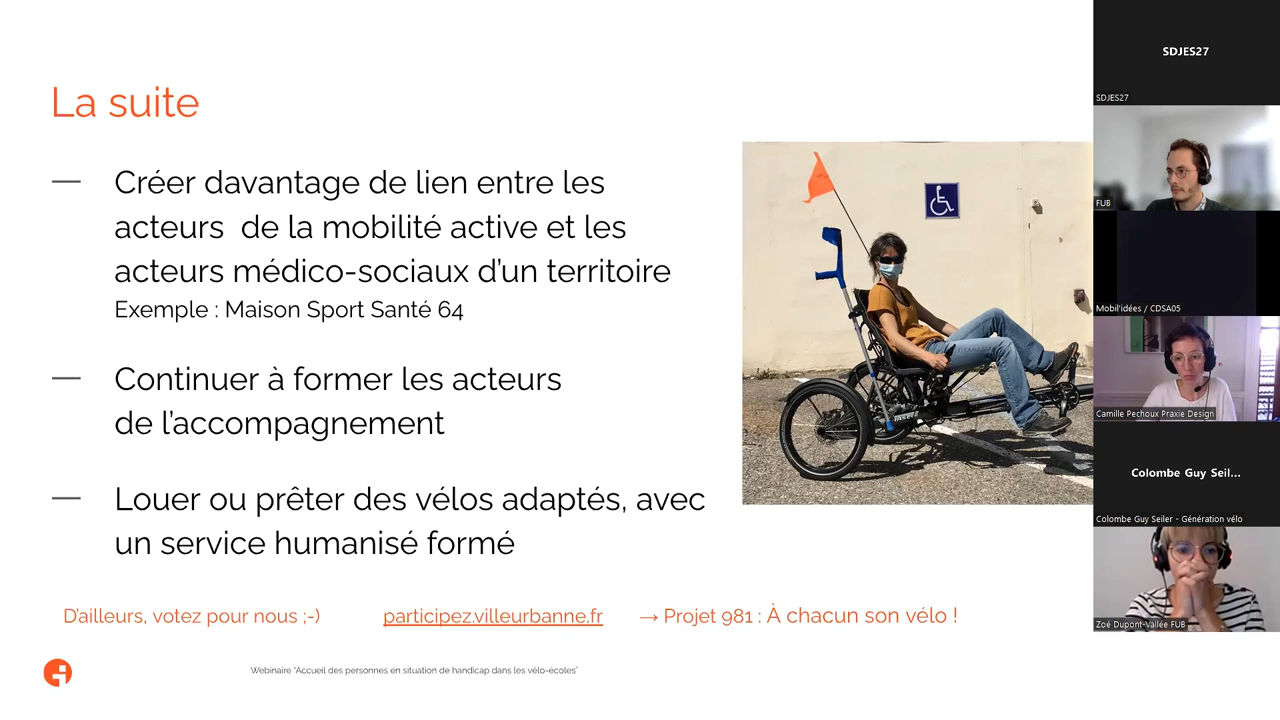 La suite
— Créer davantage de lien entre les
acteurs de la mobilité active et les
acteurs médico-sociaux d'un territoire
Exemple : Maison Sport Santé 64
— Continuer à former les acteurs
de l'accompagnement
— Louer ou prêter des vélos adaptés, avec
un service humanisé formé
D'ailleurs, votez pour nous ;-) participez.villeurbanne.fr → Projet 981 : À chacun son vélo !
Webinaire "Accueil des personnes en situation de handicap dans les vélo-écoles"
SDJES27
SDJES27
FUB
Mobil'idées / CDSA05
Camille Pechoux Praxie Design
Colombe Guy Seil...
Colombe Guy Seiler - Génération vélo
Zoé Dupont-Vallée FUB